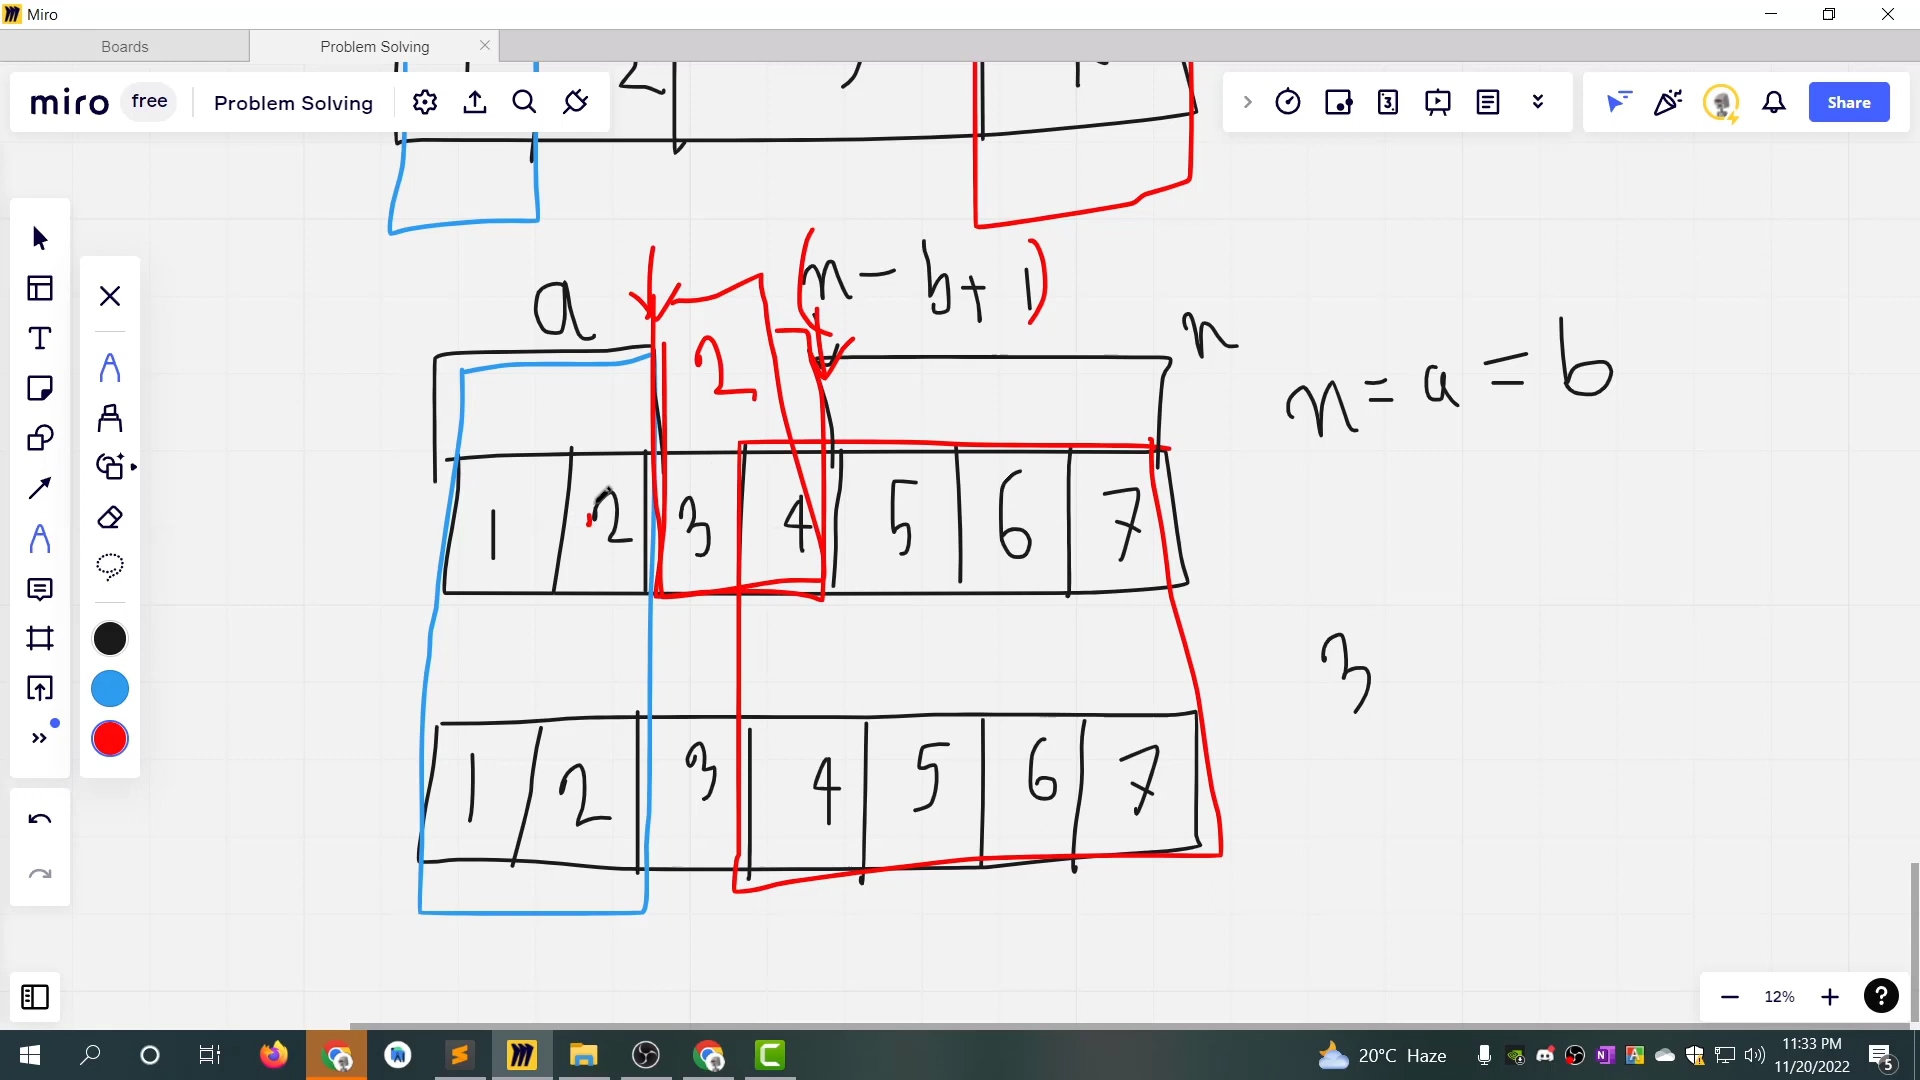 Miro
Boards
Problem Solving
miro
free
Problem Solving
Share
a
(n - b + 1)
n
2
n = a = b
1 2 3 4 5 6 7
3
1 2 3 4 5 6 7
12%
?
20°C Haze
11:33 PM
11/20/2022
5